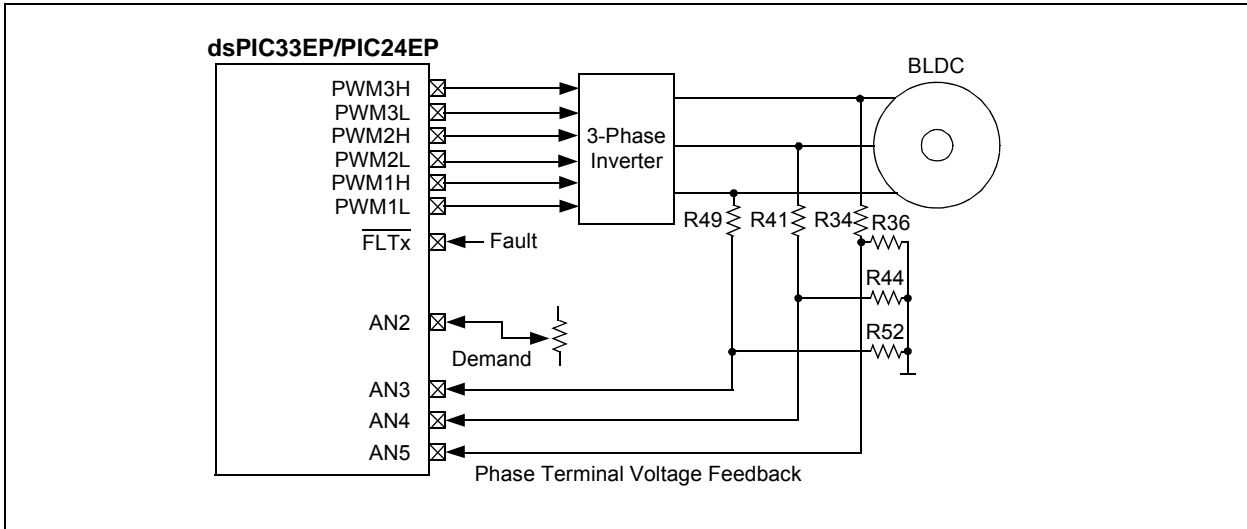 dsPIC33EP/PIC24EP
BLDC
PWM3H
PWM3L
PWM2H
PWM2L
PWM1H
PWM1L
3-Phase
Inverter
FLTx
Fault
R49
R41
R34
R36
R44
R52
AN2
Demand
AN3
AN4
AN5
Phase Terminal Voltage Feedback